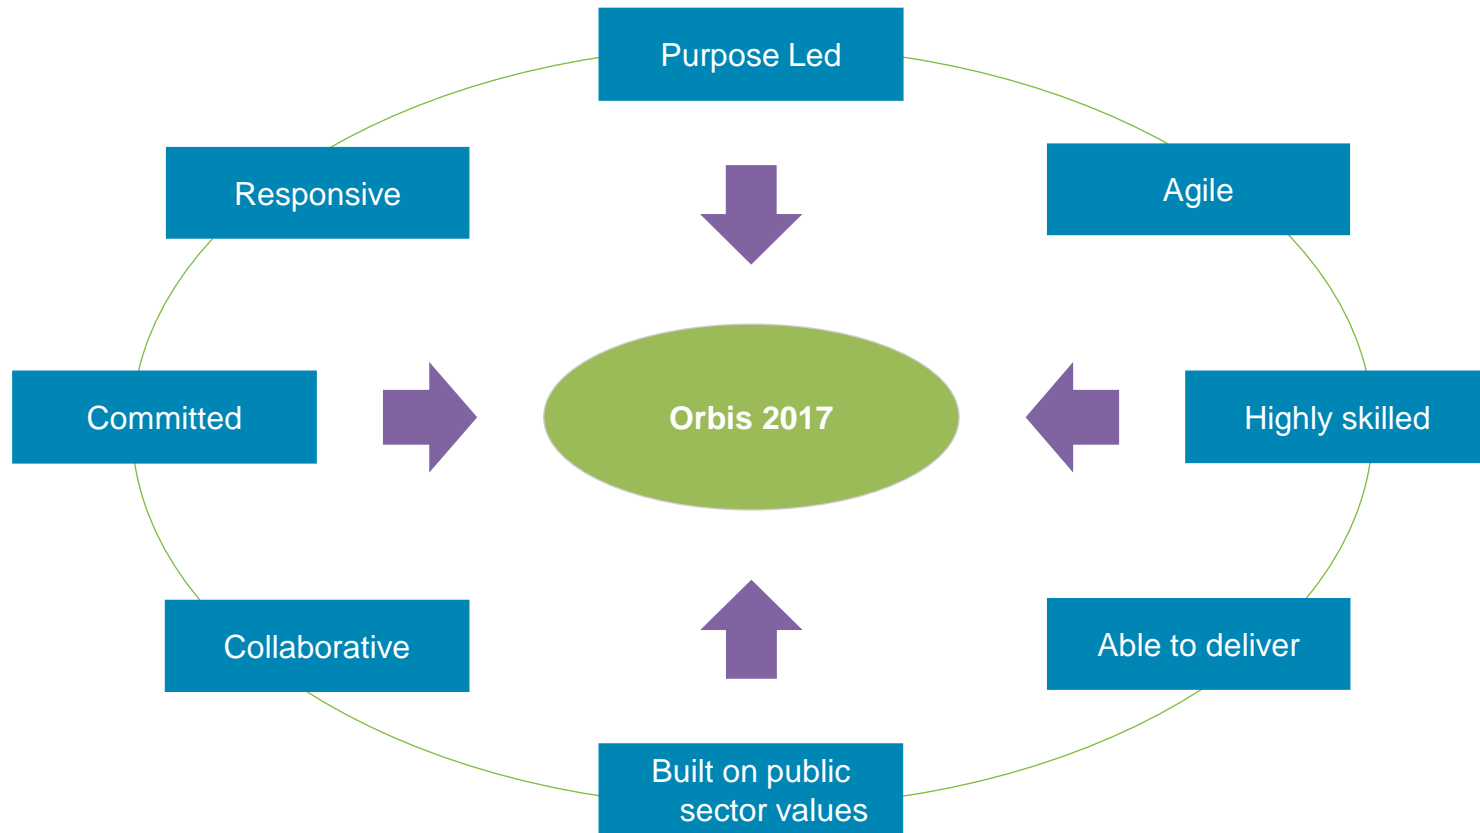 Purpose Led
Responsive
Agile
Committed
Orbis 2017
Highly skilled
Collaborative
Able to deliver
Built on public
sector values